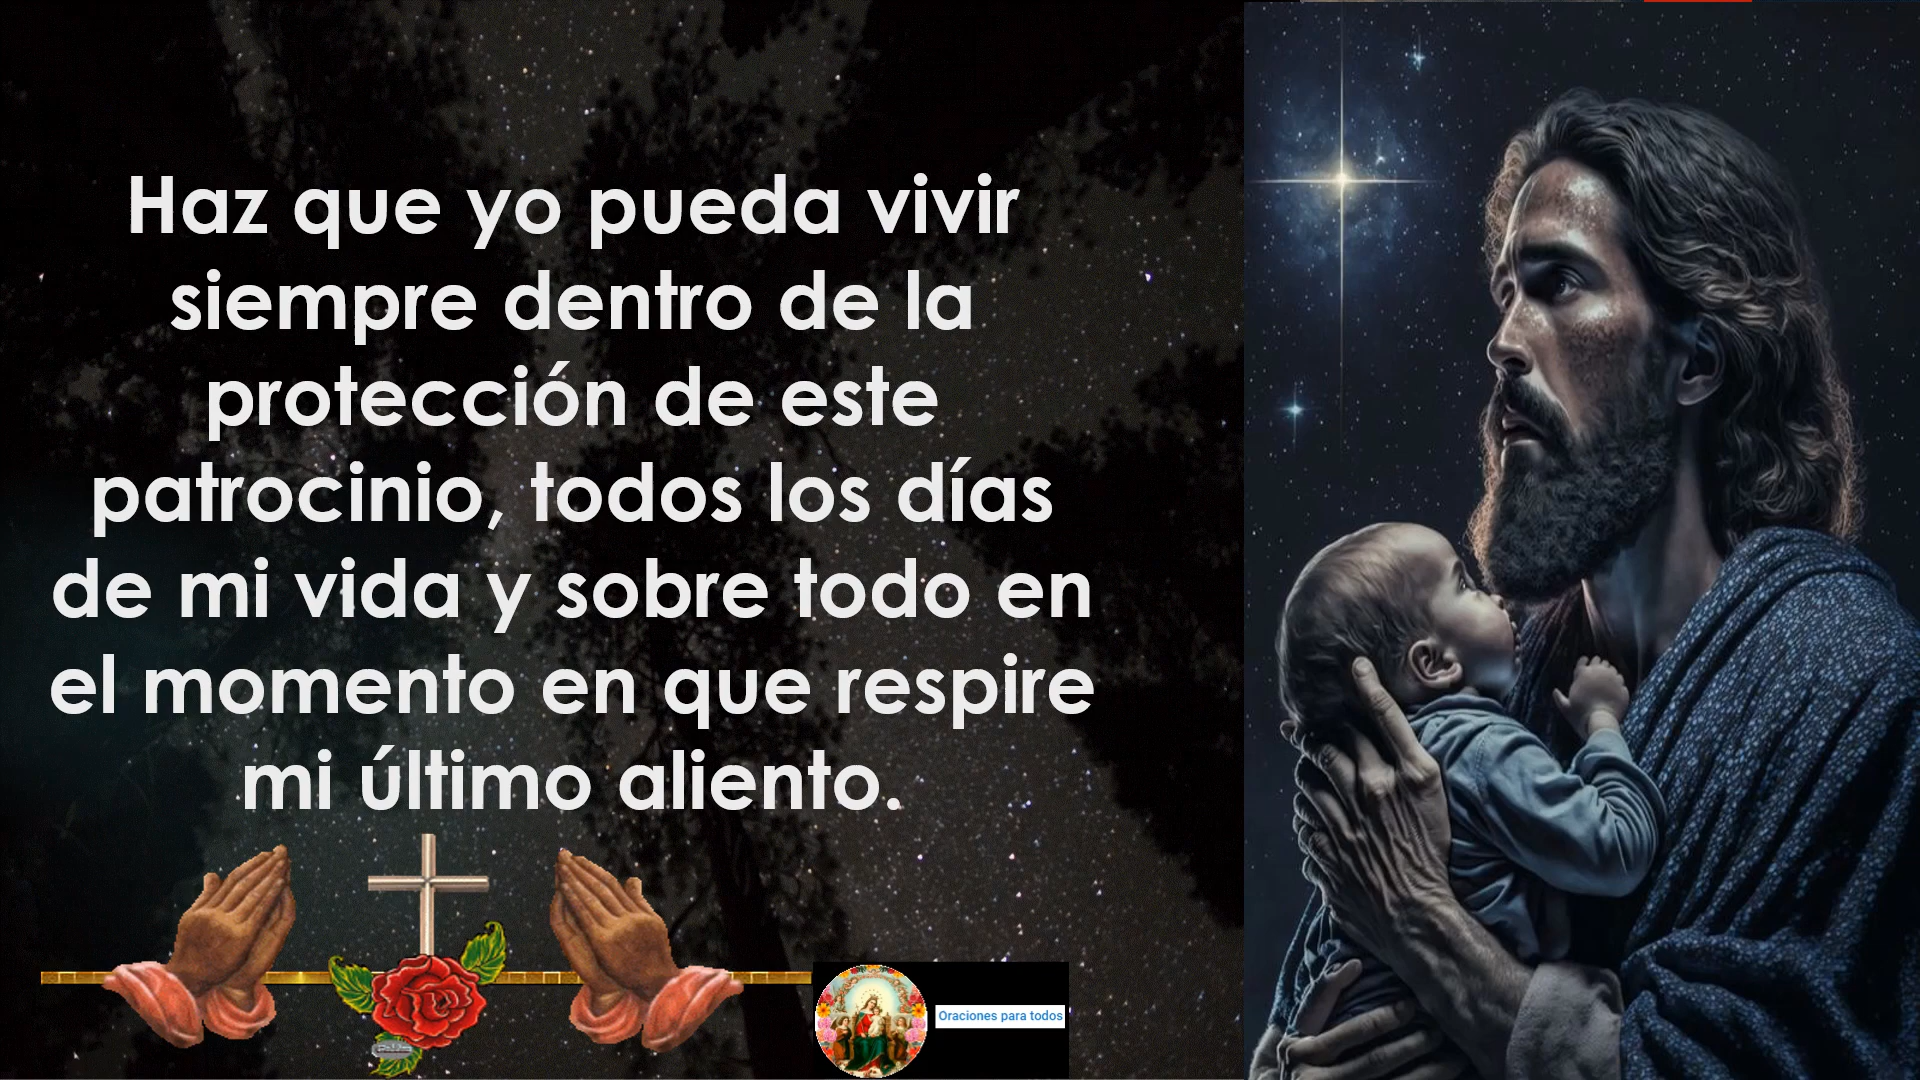 Haz que yo pueda vivir
siempre dentro de la
protección de este
patrocinio, todos los días
de mi vida y sobre todo en
el momento en que respire
mi último aliento.
Oraciones para todos